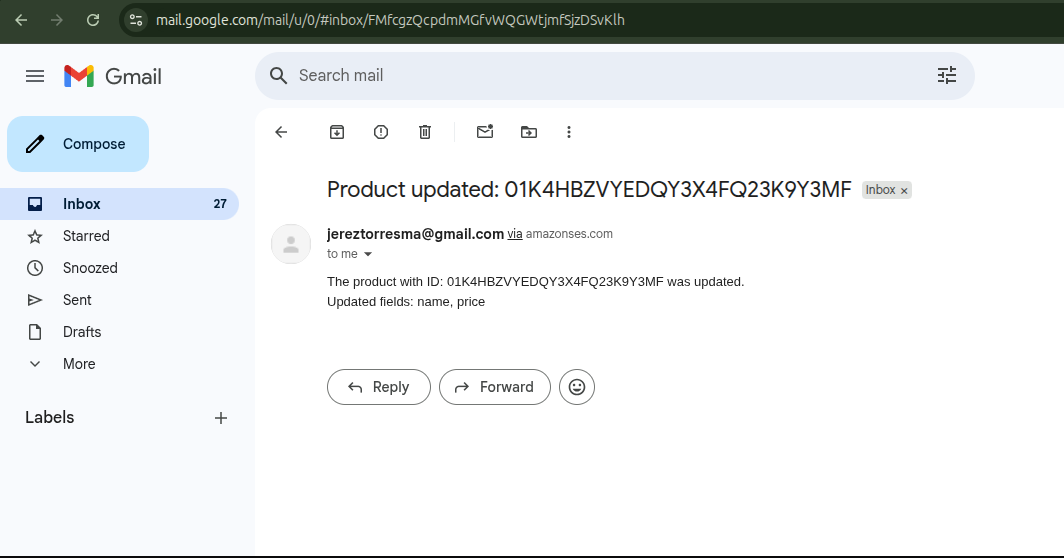 mail.google.com/mail/u/0/#inbox/FMfcgzQcpdmMGfvWQGWtjmfSjzDSvKlh
Gmail
Search mail
Compose
Inbox 27
Starred
Snoozed
Sent
Drafts
More
Labels
Product updated: 01K4HBZVYEDQY3X4FQ23K9Y3MF Inbox ×
jereztorresma@gmail.com via amazonses.com
to me
The product with ID: 01K4HBZVYEDQY3X4FQ23K9Y3MF was updated.
Updated fields: name, price
Reply Forward